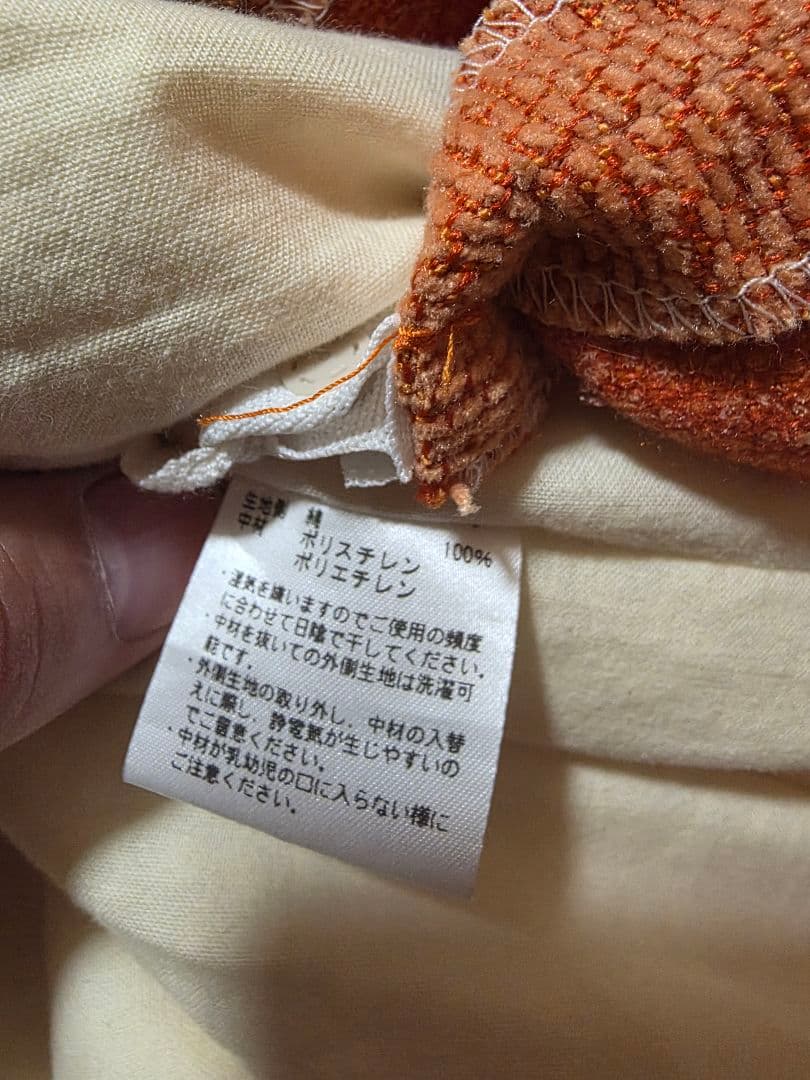 綿 100%
中材 ポリスチレン
ポリエチレン
・湿気を嫌いますのでご使用の頻度
に合わせて日陰で干してください。
・中材を抜いての外側生地は洗濯可
能です。
・外側生地の取り外し、中材の入替
えに際し、静電気が生じやすいの
でご留意ください。
・中材が乳幼児の口に入らない様に
ご注意ください。